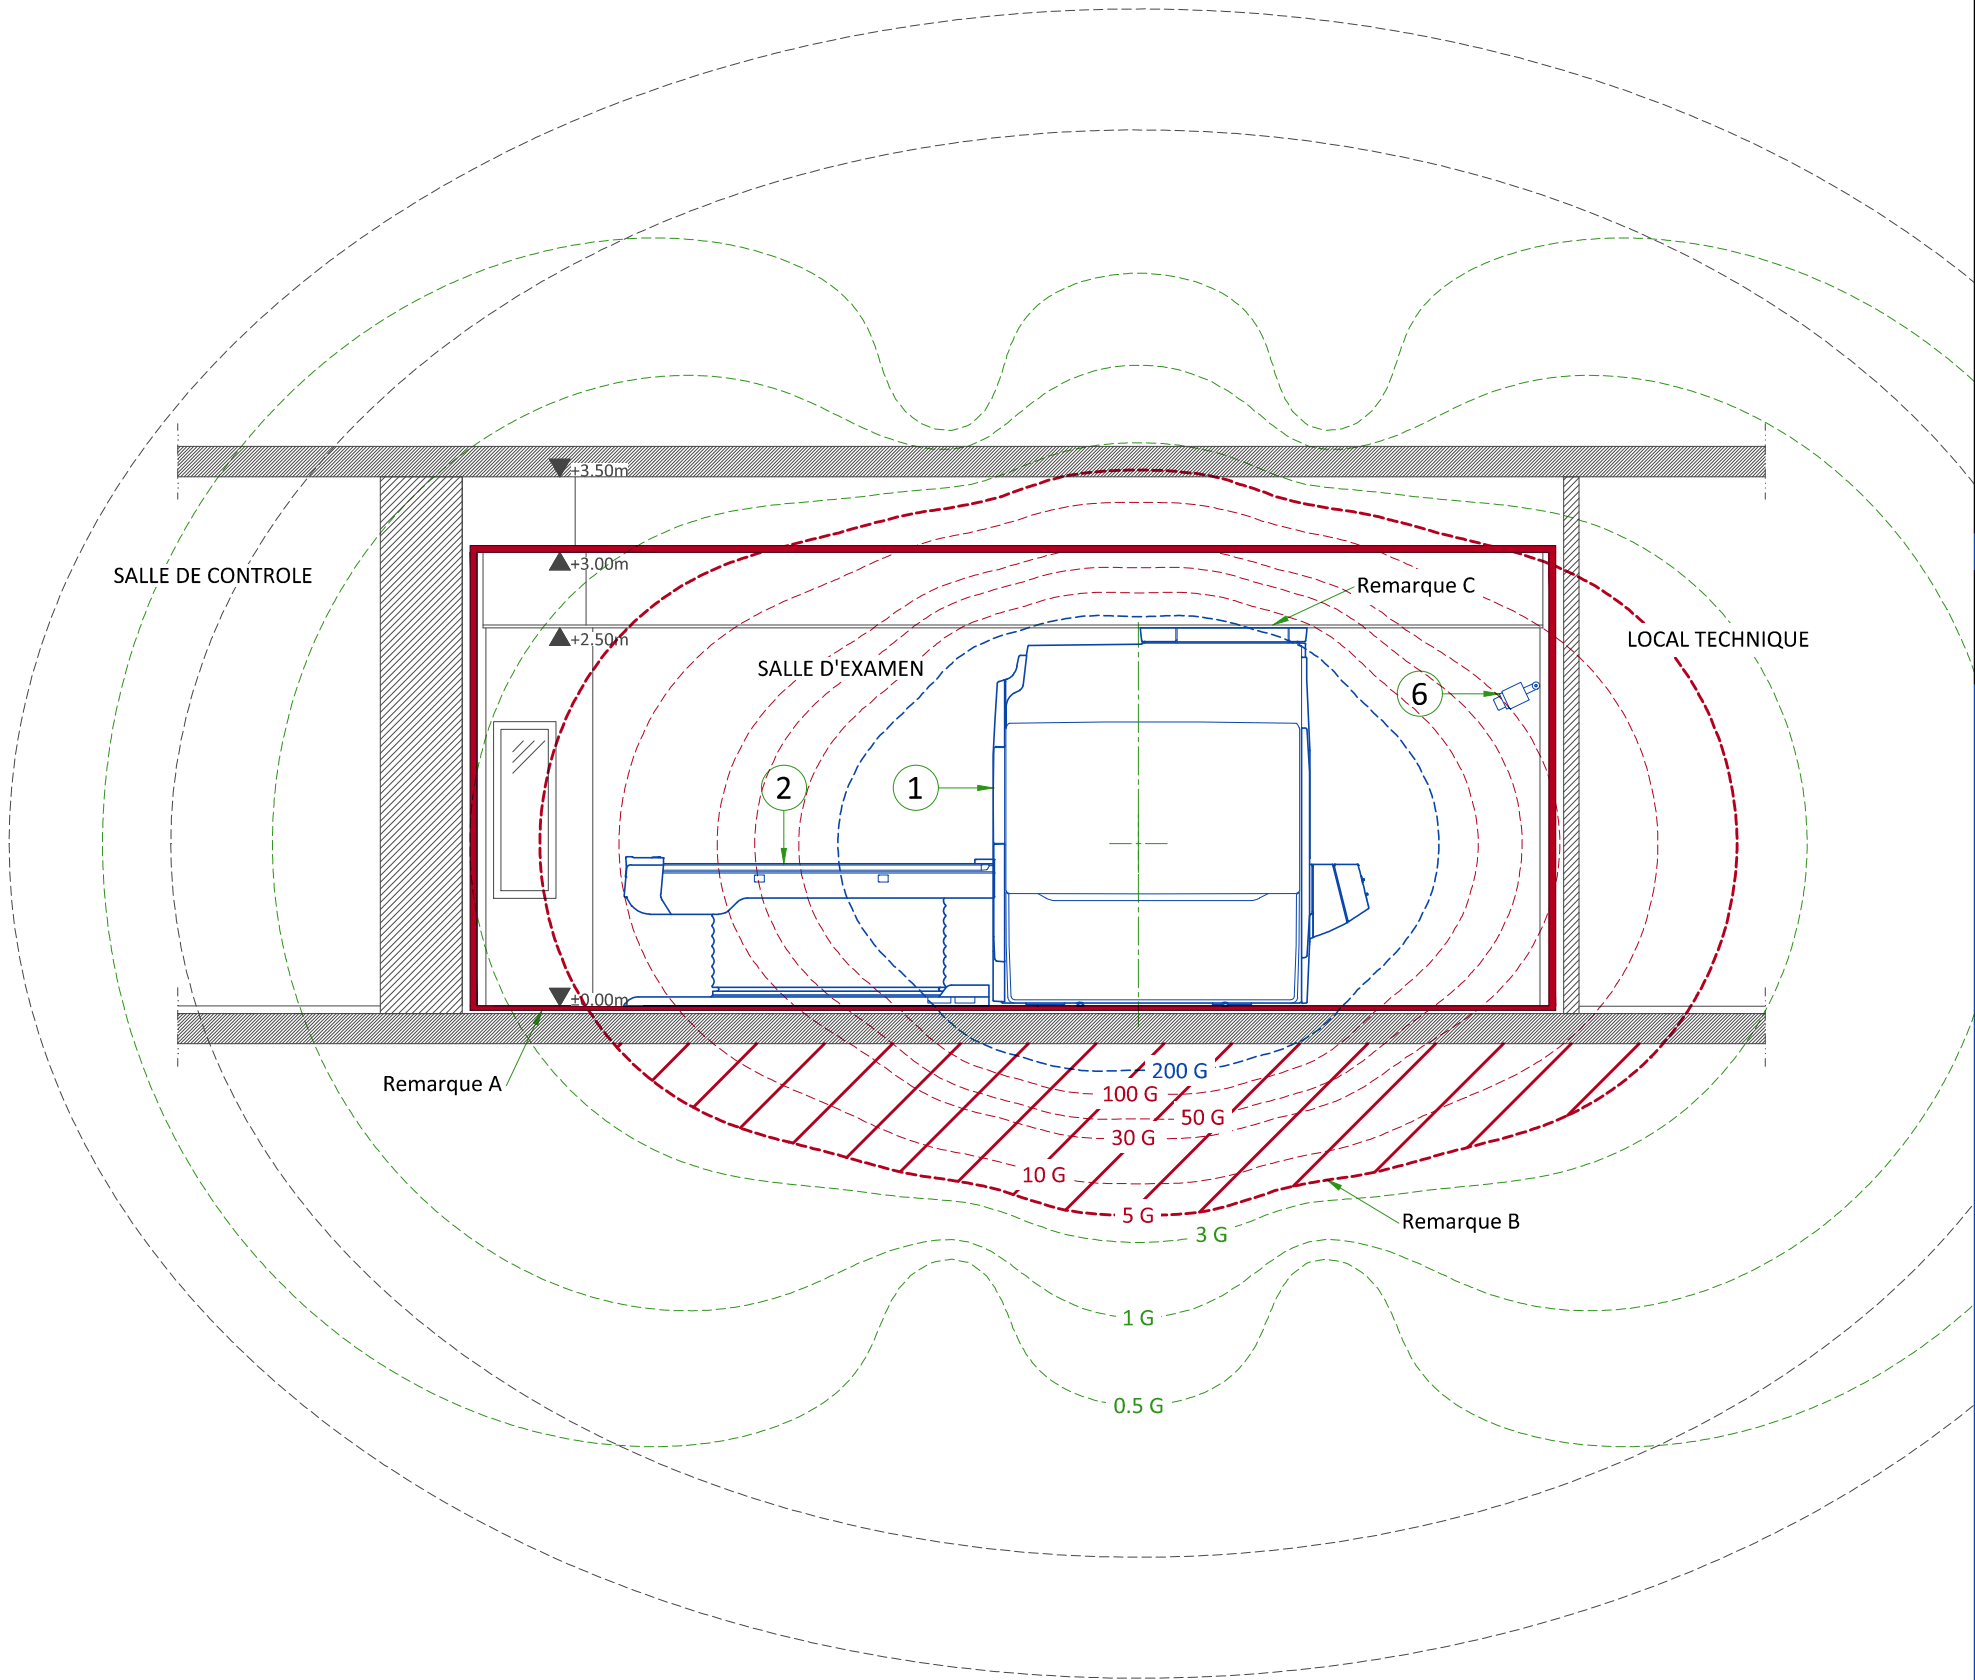 +3.50m
+3.00m
SALLE DE CONTROLE
Remarque C
+2.50m
LOCAL TECHNIQUE
SALLE D'EXAMEN
6
2
1
±0.00m
200 G
Remarque A
100 G
50 G
30 G
10 G
5 G
Remarque B
3 G
1 G
0.5 G